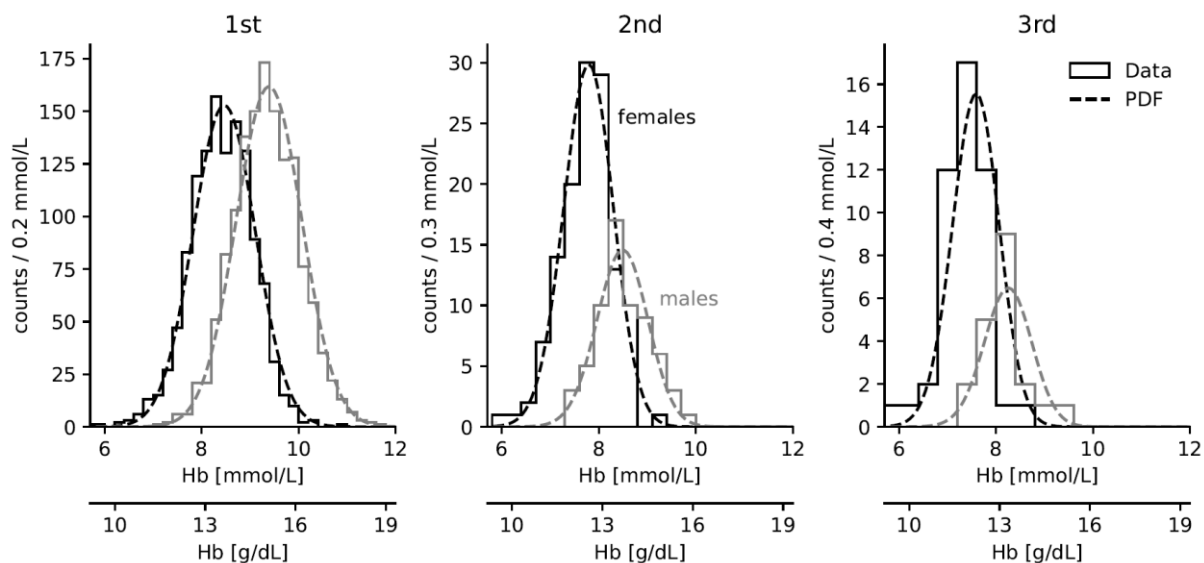 1st
counts / 0.2 mmol/L
175
150
125
100
75
50
25
0
6 8 10 12
Hb [mmol/L]
10 13 16 19
Hb [g/dL]
2nd
counts / 0.3 mmol/L
30
25
20
15
10
5
0
females
males
6 8 10 12
Hb [mmol/L]
10 13 16 19
Hb [g/dL]
3rd
counts / 0.4 mmol/L
16
14
12
10
8
6
4
2
0
Data
PDF
6 8 10 12
Hb [mmol/L]
10 13 16 19
Hb [g/dL]